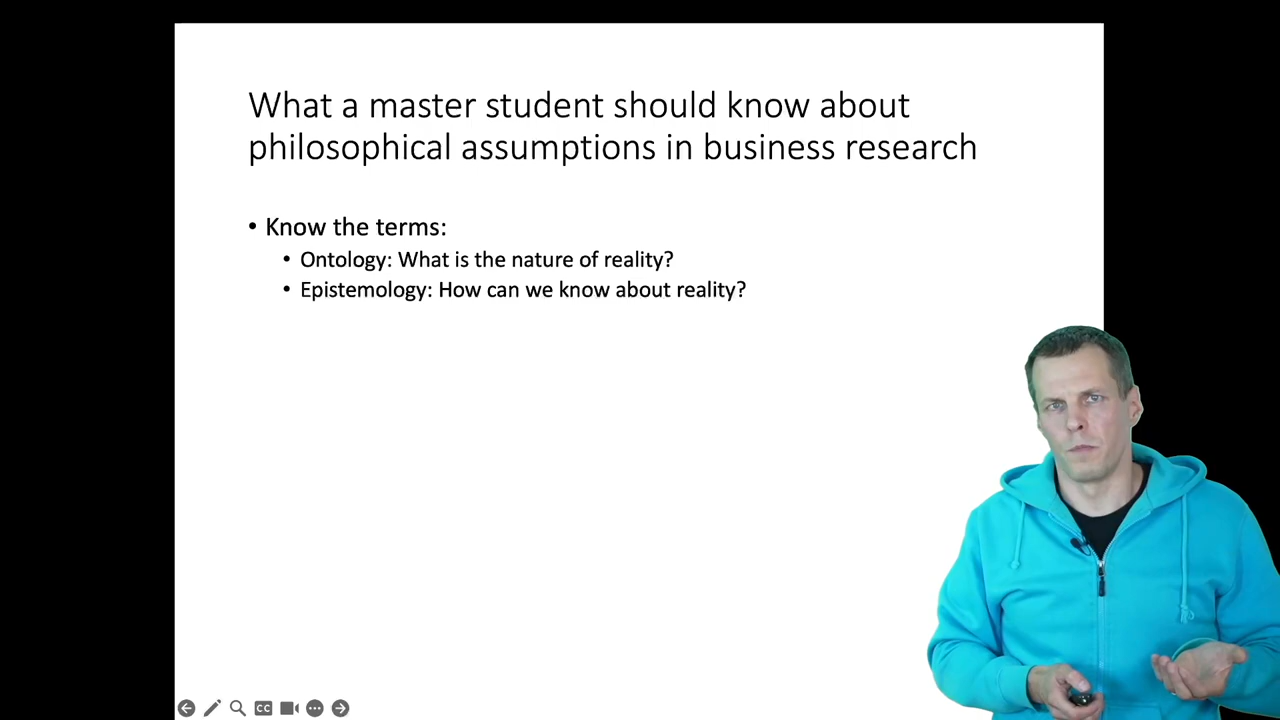 What a master student should know about
philosophical assumptions in business research
• Know the terms:
• Ontology: What is the nature of reality?
• Epistemology: How can we know about reality?
CC